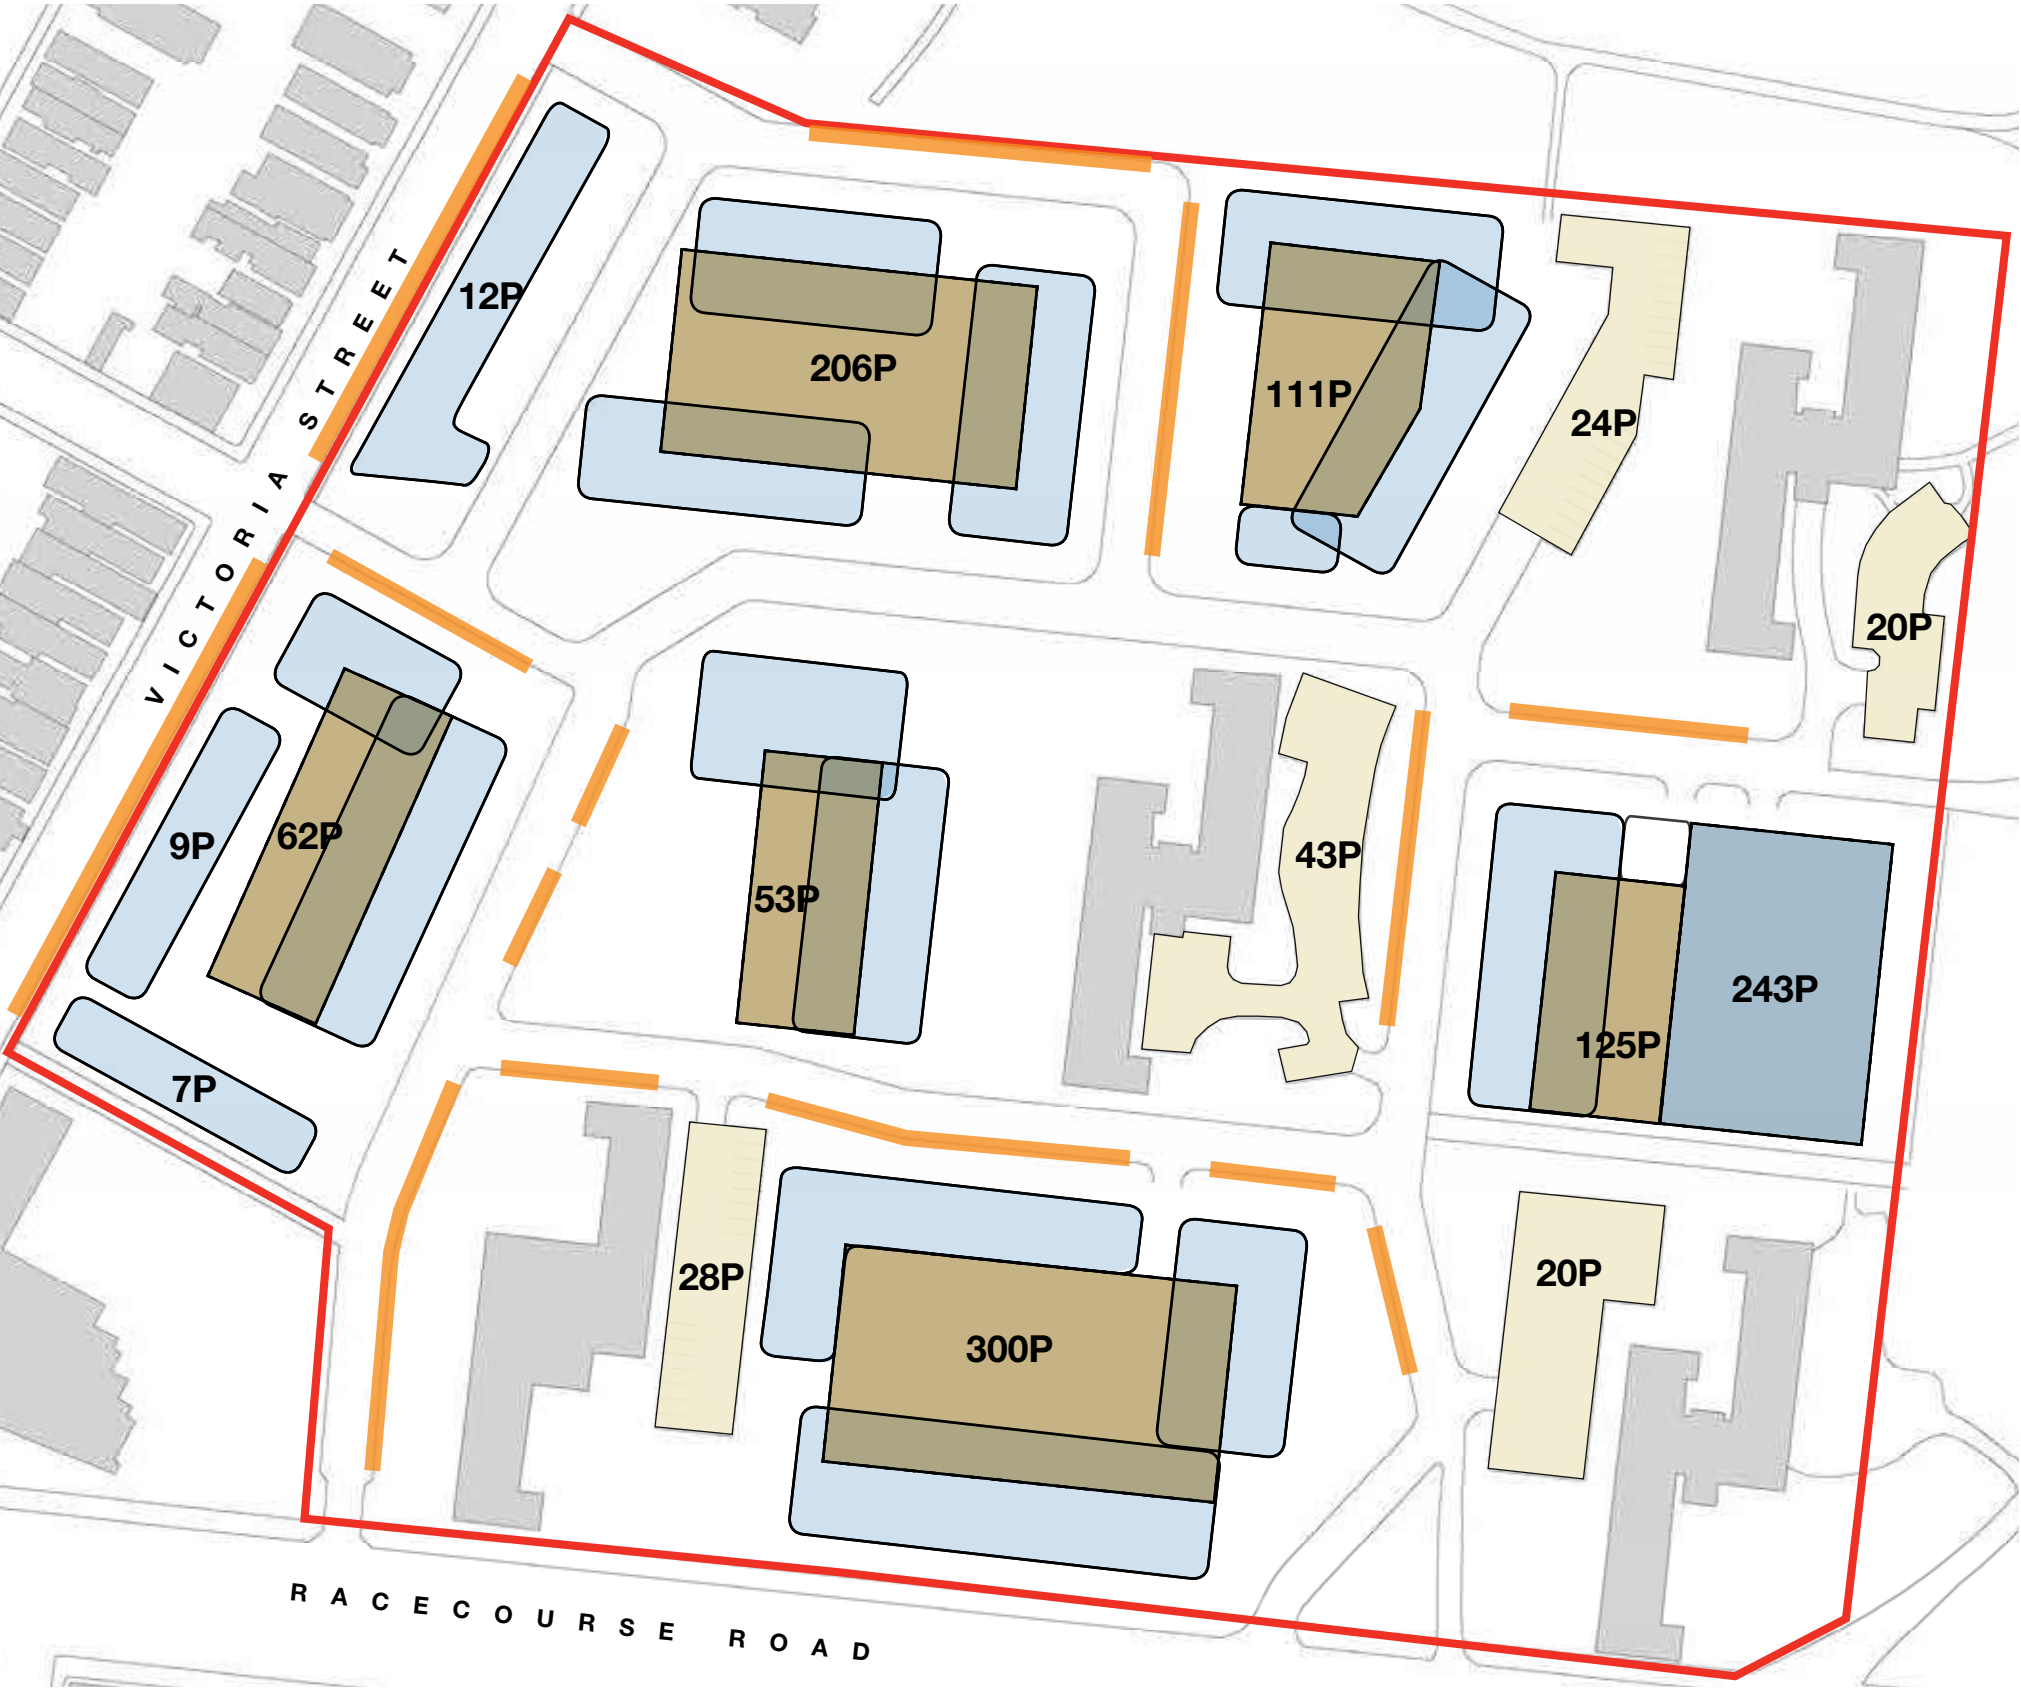 VICTORIA STREET
12P
206P
111P
24P
20P
9P
62P
53P
43P
243P
125P
7P
28P
300P
20P
RACECOURSE ROAD